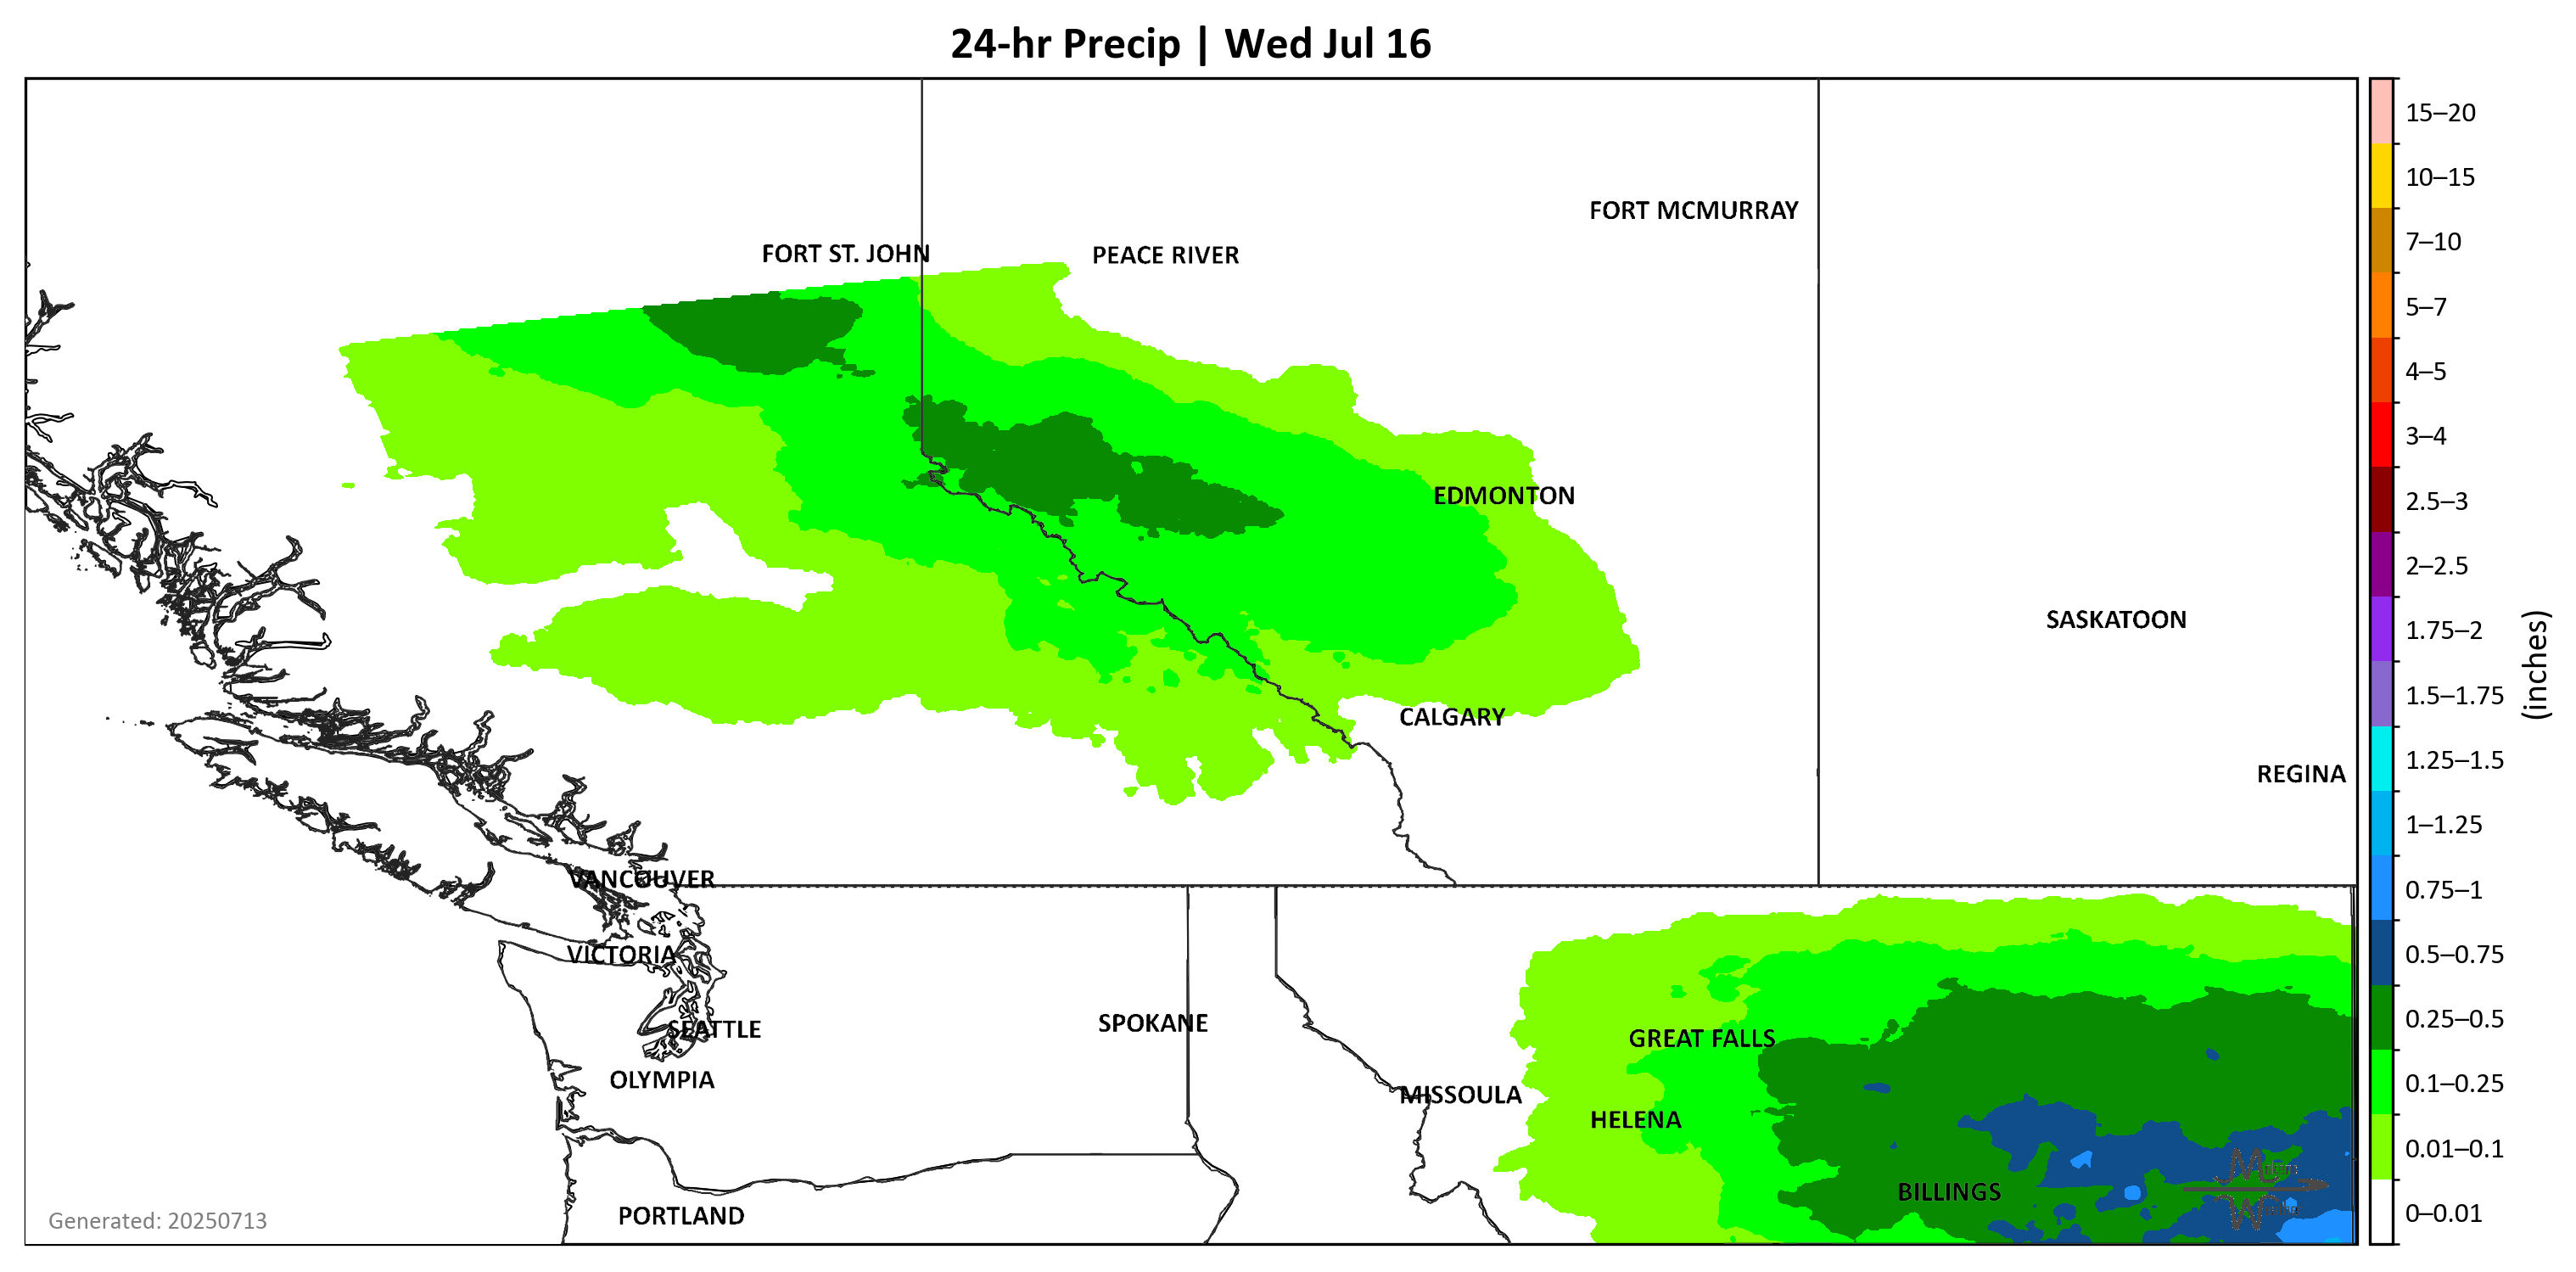 24-hr Precip | Wed Jul 16
15–20
10–15
FORT MCMURRAY
7–10
FORT ST. JOHN
PEACE RIVER
5–7
4–5
3–4
EDMONTON
2.5–3
2–2.5
SASKATOON
1.75–2
(inches)
1.5–1.75
CALGARY
1.25–1.5
REGINA
1–1.25
VANCOUVER
0.75–1
VICTORIA
0.5–0.75
SEATTLE
SPOKANE
GREAT FALLS
0.25–0.5
OLYMPIA
MISSOULA
0.1–0.25
HELENA
0.01–0.1
BILLINGS
PORTLAND
Generated: 20250713
0–0.01